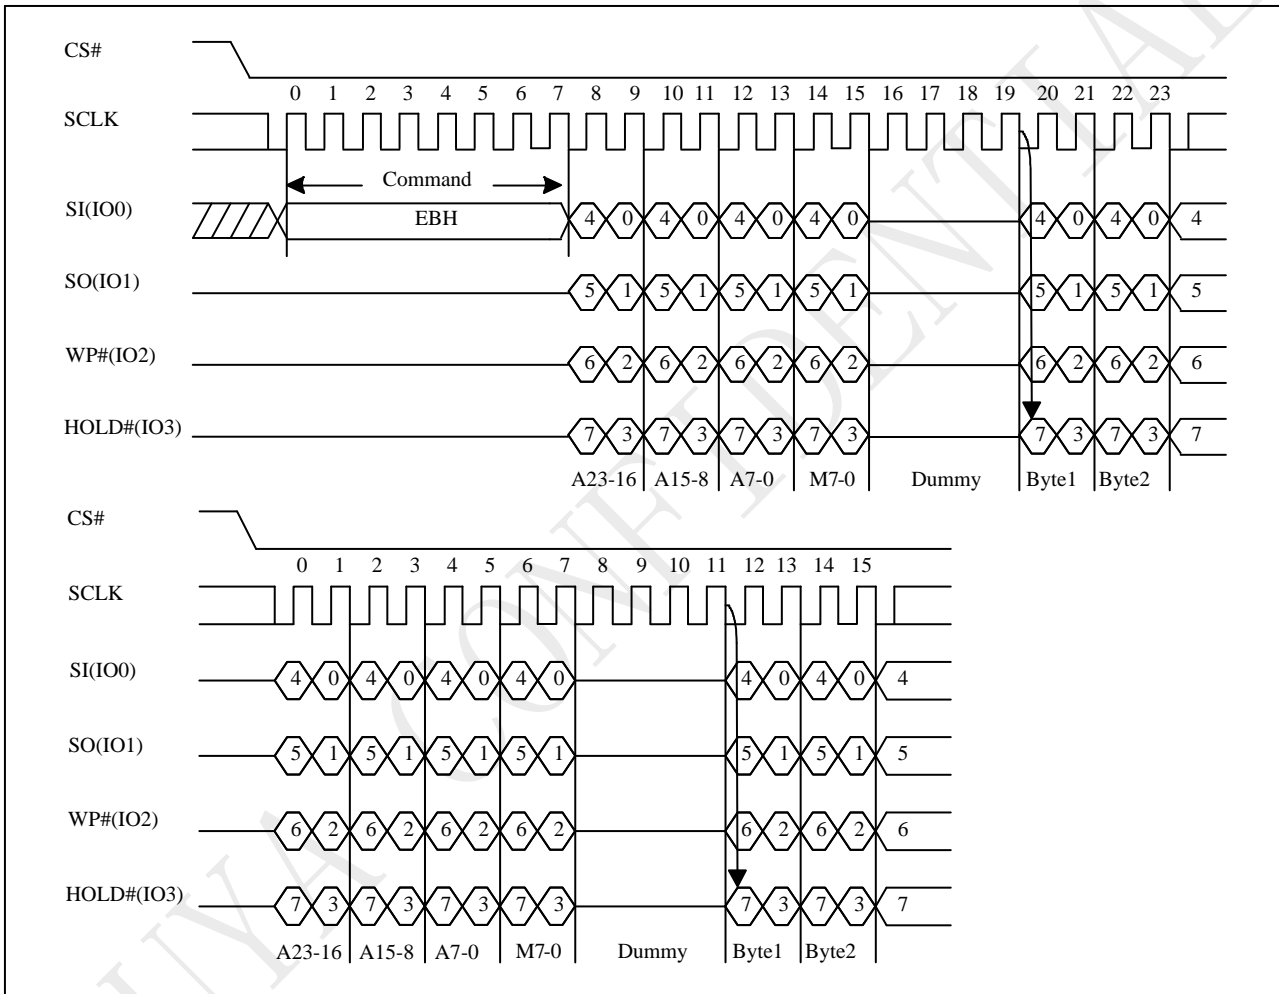 CS#
0 1 2 3 4 5 6 7 8 9 10 11 12 13 14 15 16 17 18 19 20 21 22 23
SCLK
Command
SI(IO0) EBH 4 0 4 0 4 0 4 0 4 0 4 0 4
SO(IO1) 5 1 5 1 5 1 5 1 5 1 5 1 5
WP#(IO2) 6 2 6 2 6 2 6 2 6 2 6 2 6
HOLD#(IO3) 7 3 7 3 7 3 7 3 7 3 7 3 7
A23-16 A15-8 A7-0 M7-0 Dummy Byte1 Byte2
CS#
0 1 2 3 4 5 6 7 8 9 10 11 12 13 14 15
SCLK
SI(IO0) 4 0 4 0 4 0 4 0 4 0 4 0 4
SO(IO1) 5 1 5 1 5 1 5 1 5 1 5 1 5
WP#(IO2) 6 2 6 2 6 2 6 2 6 2 6 2 6
HOLD#(IO3) 7 3 7 3 7 3 7 3 7 3 7 3 7
A23-16 A15-8 A7-0 M7-0 Dummy Byte1 Byte2
UYA CONFIDENTIAL